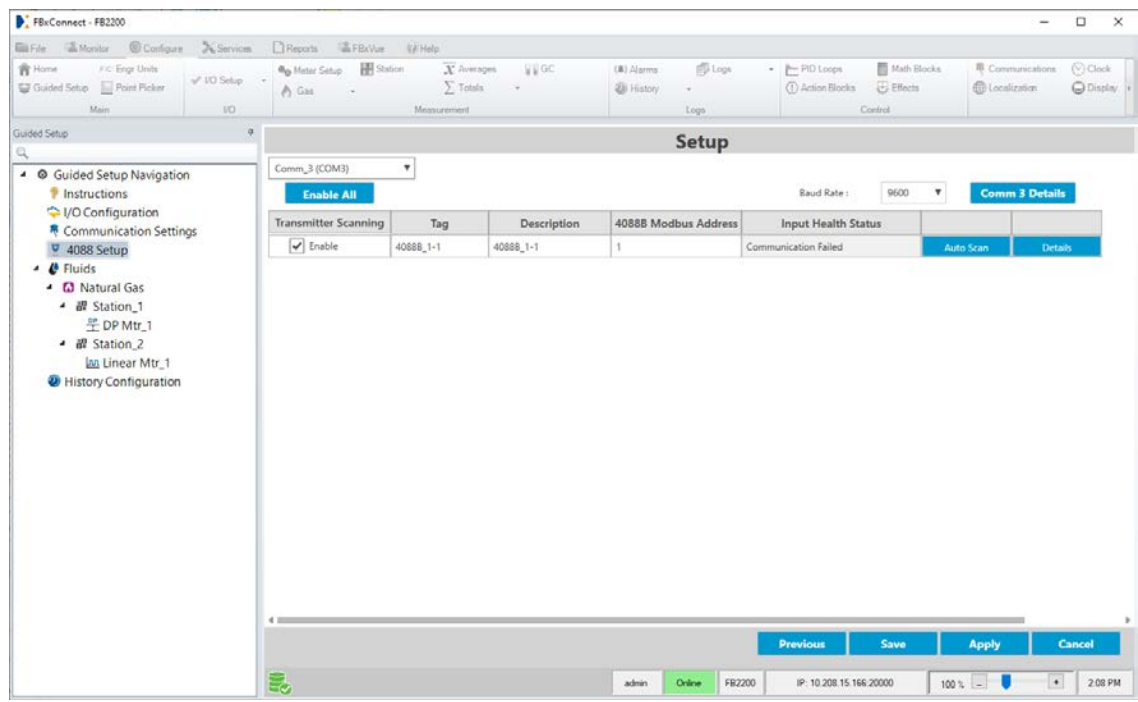 FBxConnect - FB2200
File Monitor Configure Services Reports FBxVue Help
Home Engr Units Meter Setup Station Averages GC (#) Alarms Logs PID Loops Math Blocks Communications Clock
I/O Setup
Guided Setup Point Picker Gas Totals History Action Blocks Effects Localization Display
Main I/O Measurement Logs Control
Guided Setup
Setup
Guided Setup Navigation
Instructions
I/O Configuration
Communication Settings
4088 Setup
Fluids
Natural Gas
Station_1
DP Mtr_1
Station_2
Linear Mtr_1
History Configuration
Comm_3 (COM3)
Enable All Baud Rate : 9600 Comm 3 Details
Transmitter Scanning Tag Description 4088B Modbus Address Input Health Status
Enable 4088B_1-1 4088B_1-1 1 Communication Failed Auto Scan Details
Previous Save Apply Cancel
admin Online FB2200 IP: 10.208.15.166:20000 100 % - + 2:08 PM